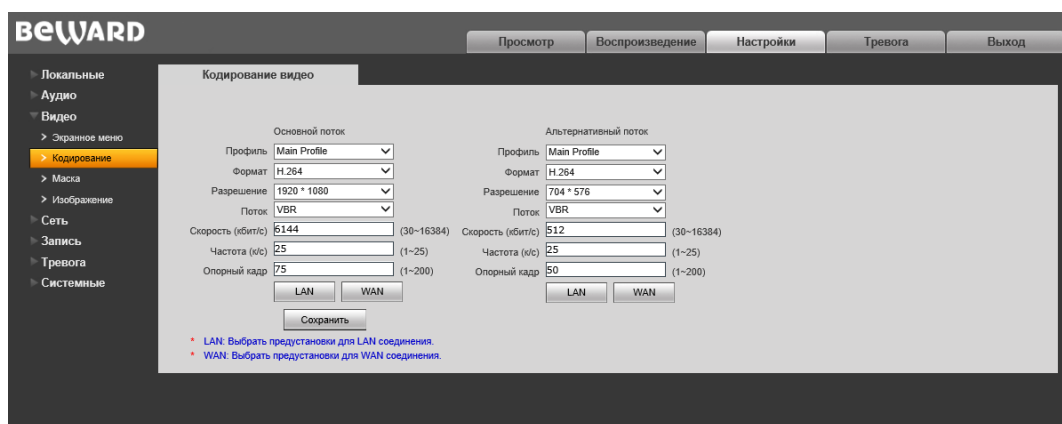 BEWARD
Просмотр Воспроизведение Настройки Тревога Выход
Локальные
Аудио
Видео
> Экранное меню
> Кодирование
> Маска
> Изображение
Сеть
Запись
Тревога
Системные
Кодирование видео
Основной поток
Профиль Main Profile
Формат H.264
Разрешение 1920 * 1080
Поток VBR
Скорость (кбит/с) 6144 (30~16384)
Частота (к/с) 25 (1~25)
Опорный кадр 75 (1~200)
LAN WAN
Альтернативный поток
Профиль Main Profile
Формат H.264
Разрешение 704 * 576
Поток VBR
Скорость (кбит/с) 512 (30~16384)
Частота (к/с) 25 (1~25)
Опорный кадр 50 (1~200)
LAN WAN
Сохранить
* LAN: Выбрать предустановки для LAN соединения.
* WAN: Выбрать предустановки для WAN соединения.